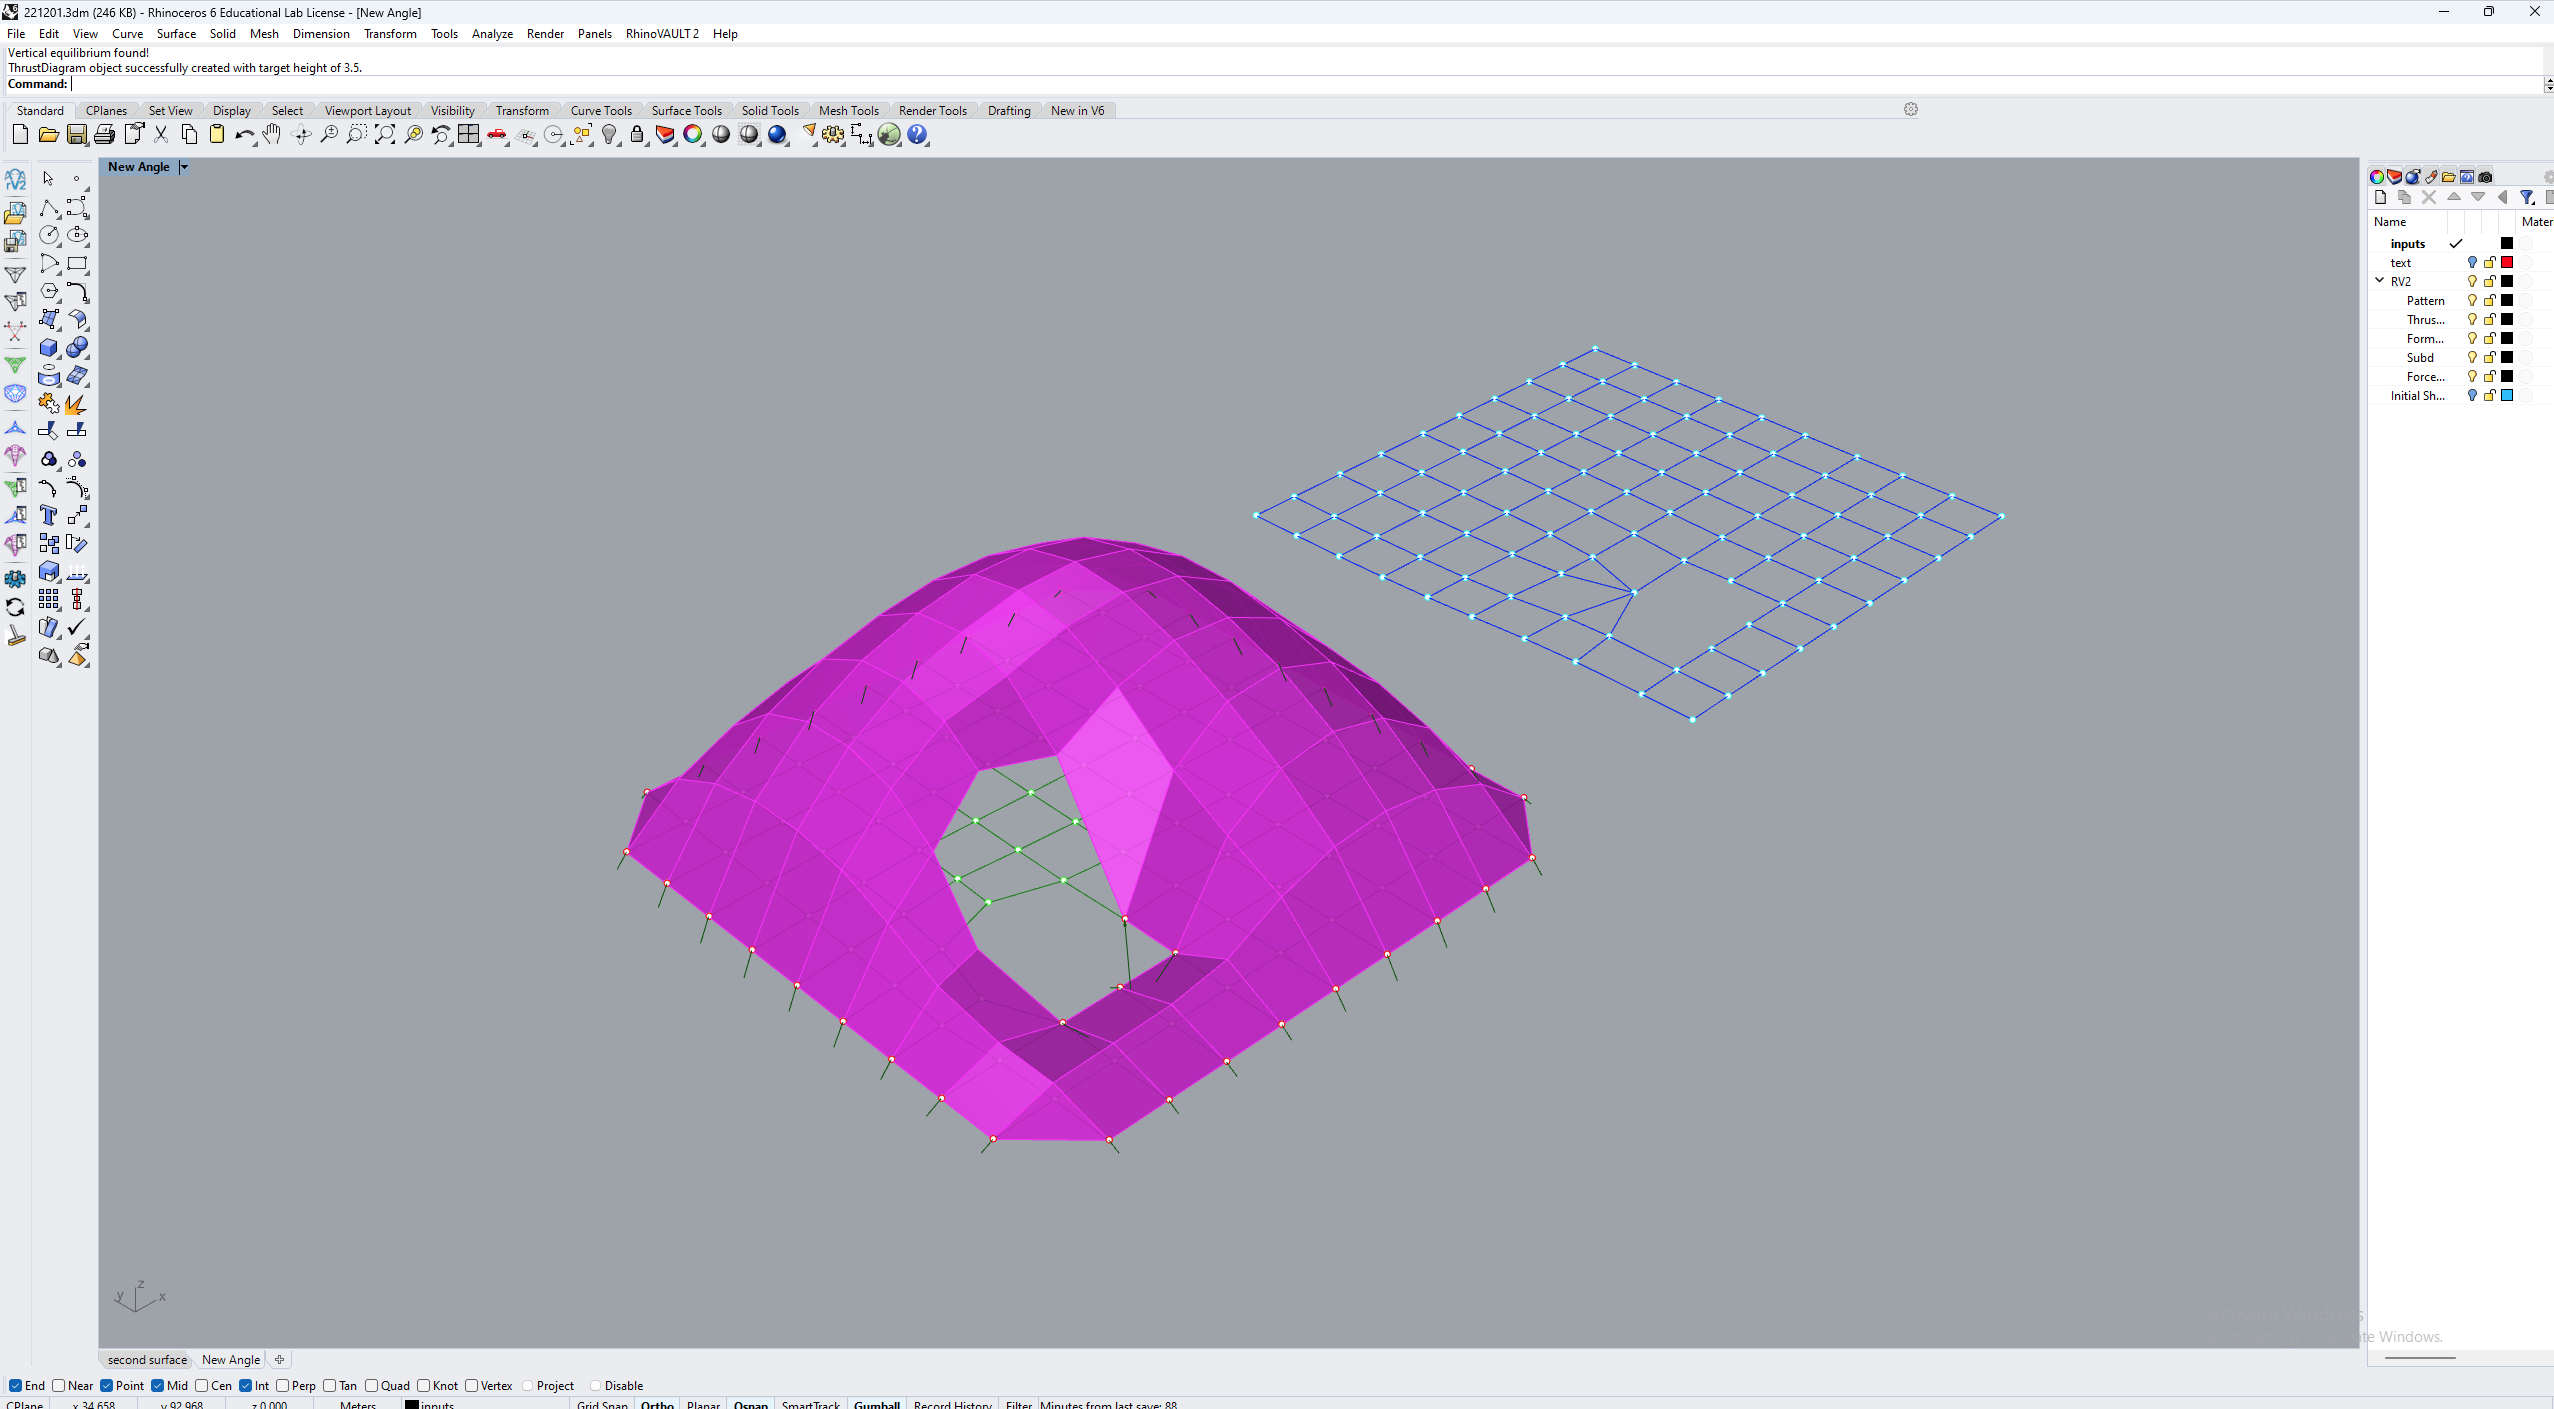 221201.3dm (246 KB) - Rhinoceros 6 Educational Lab License - [New Angle]
File Edit View Curve Surface Solid Mesh Dimension Transform Tools Analyze Render Panels RhinoVAULT 2 Help
Vertical equilibrium found!
ThrustDiagram object successfully created with target height of 3.5.
Command:
Standard CPlanes Set View Display Select Viewport Layout Visibility Transform Curve Tools Surface Tools Solid Tools Mesh Tools Render Tools Drafting New in V6
New Angle
Name Mater
inputs
text
RV2
Pattern
Thrus...
Form...
Subd
Force...
Initial Sh...
z
y x
Activate Windows
te Windows.
second surface New Angle
End Near Point Mid Cen Int Perp Tan Quad Knot Vertex Project Disable
CPlane x 34.658 y 92.968 z 0.000 Meters inputs Grid Snap Ortho Planar Osnap SmartTrack Gumball Record History Filter Minutes from last save: 88